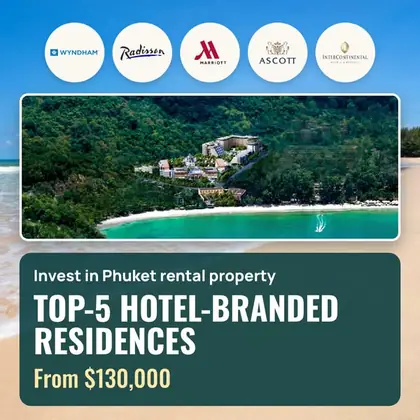 WYNDHAM
Radisson
MARRIOTT
ASCOTT
INTERCONTINENTAL
Invest in Phuket rental property
TOP-5 HOTEL-BRANDED
RESIDENCES
From $130,000